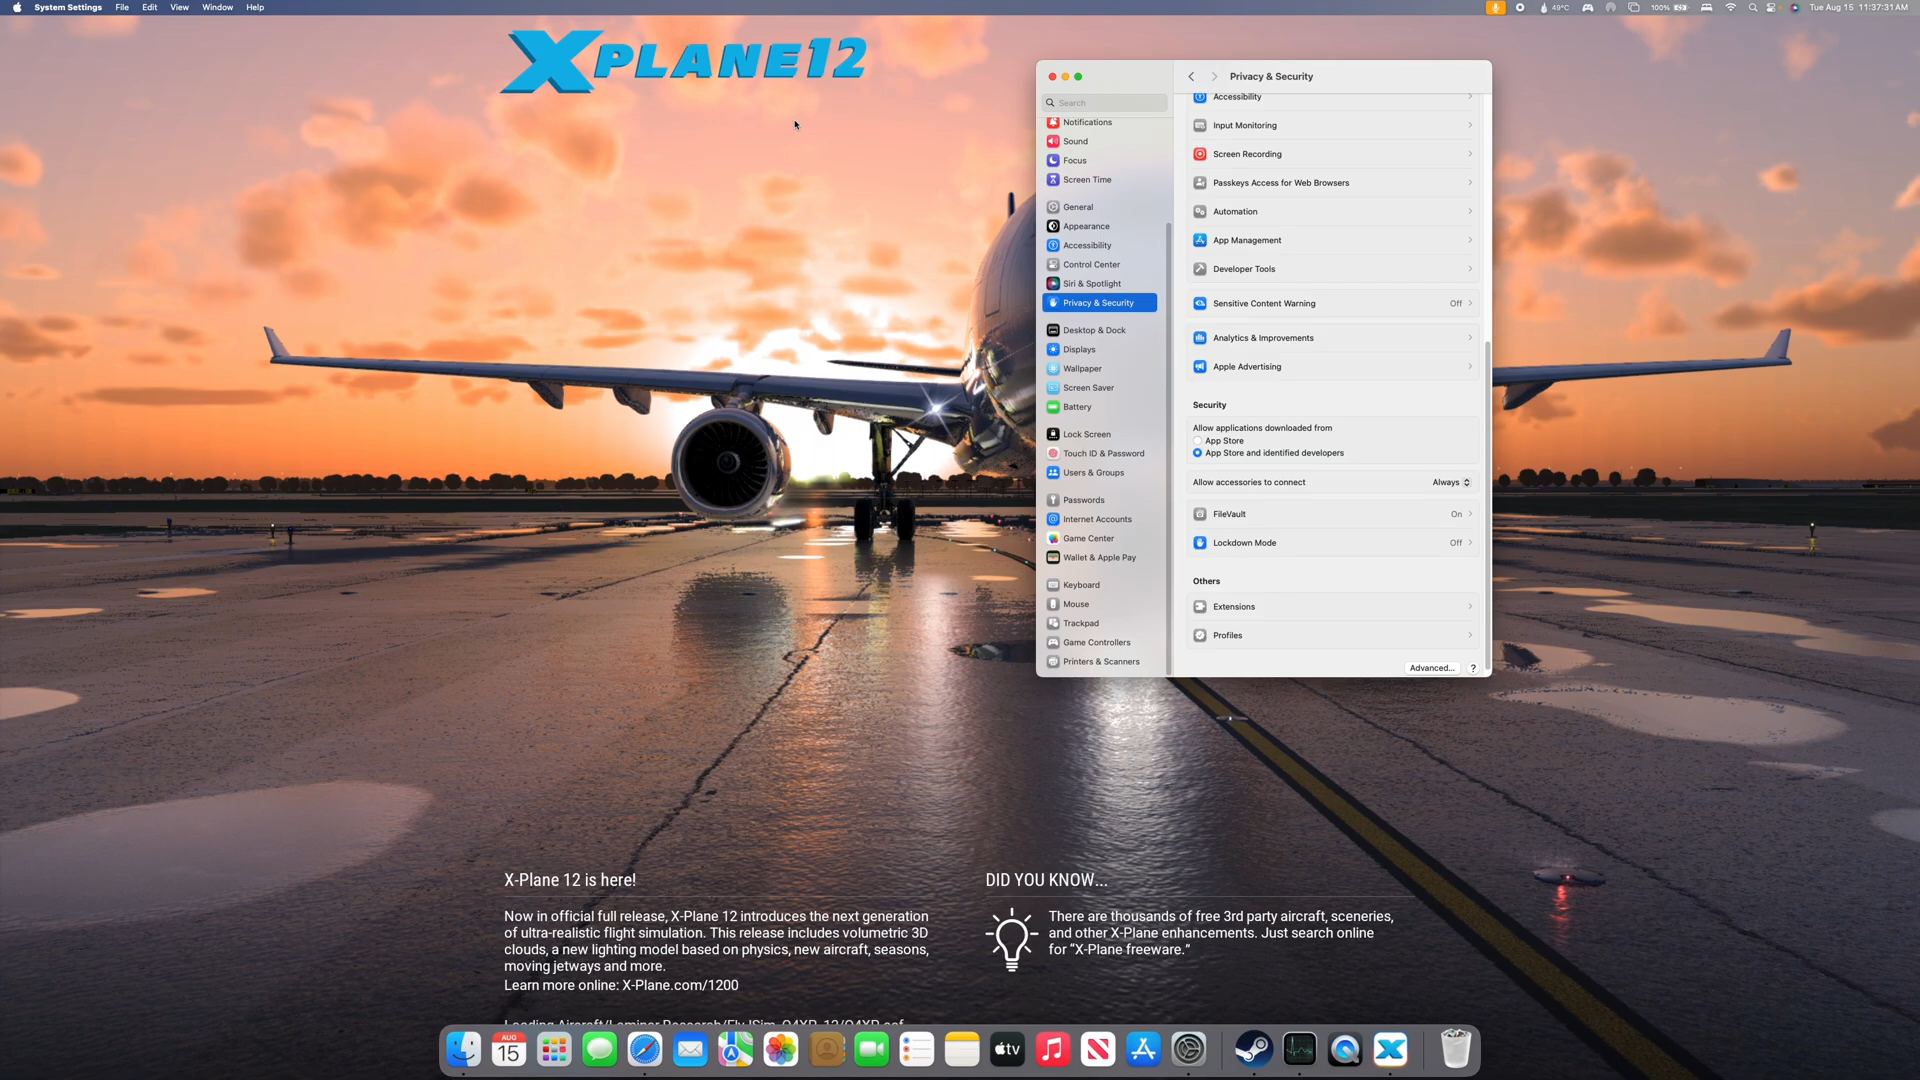 System Settings File Edit View Window Help
49°C 100% Tue Aug 15 11:37:31 AM
XPLANE12
Search
Notifications
Sound
Focus
Screen Time
General
Appearance
Accessibility
Control Center
Siri & Spotlight
Privacy & Security
Desktop & Dock
Displays
Wallpaper
Screen Saver
Battery
Lock Screen
Touch ID & Password
Users & Groups
Passwords
Internet Accounts
Game Center
Wallet & Apple Pay
Keyboard
Mouse
Trackpad
Game Controllers
Printers & Scanners
Privacy & Security
Accessibility
Input Monitoring
Screen Recording
Passkeys Access for Web Browsers
Automation
App Management
Developer Tools
Sensitive Content Warning Off
Analytics & Improvements
Apple Advertising
Security
Allow applications downloaded from
App Store
App Store and identified developers
Allow accessories to connect Always
FileVault On
Lockdown Mode Off
Others
Extensions
Profiles
Advanced... ?
X-Plane 12 is here!
Now in official full release, X-Plane 12 introduces the next generation
of ultra-realistic flight simulation. This release includes volumetric 3D
clouds, a new lighting model based on physics, new aircraft, seasons,
moving jetways and more.
Learn more online: X-Plane.com/1200
DID YOU KNOW...
There are thousands of free 3rd party aircraft, sceneries,
and other X-Plane enhancements. Just search online
for “X-Plane freeware.”
Loading Aircraft/Laminar Research/
AUG
15
tv